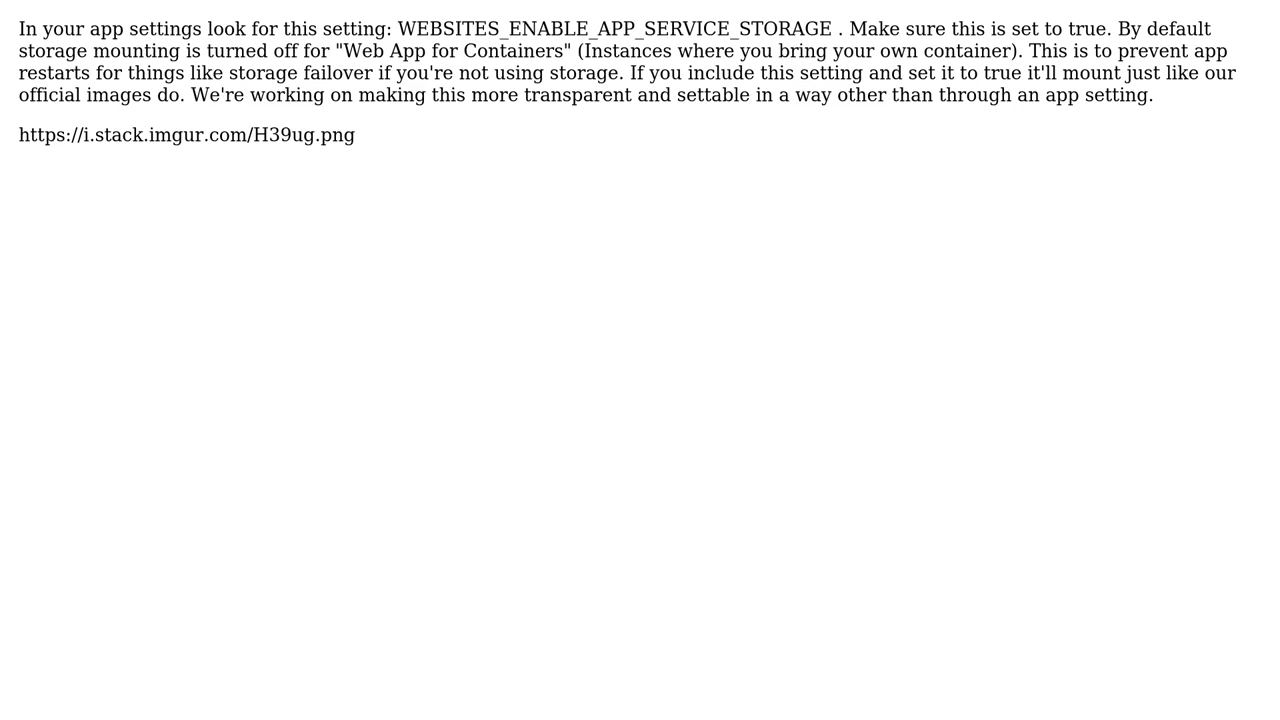 In your app settings look for this setting: WEBSITES_ENABLE_APP_SERVICE_STORAGE . Make sure this is set to true. By default
storage mounting is turned off for "Web App for Containers" (Instances where you bring your own container). This is to prevent app
restarts for things like storage failover if you're not using storage. If you include this setting and set it to true it'll mount just like our
official images do. We're working on making this more transparent and settable in a way other than through an app setting.
https://i.stack.imgur.com/H39ug.png